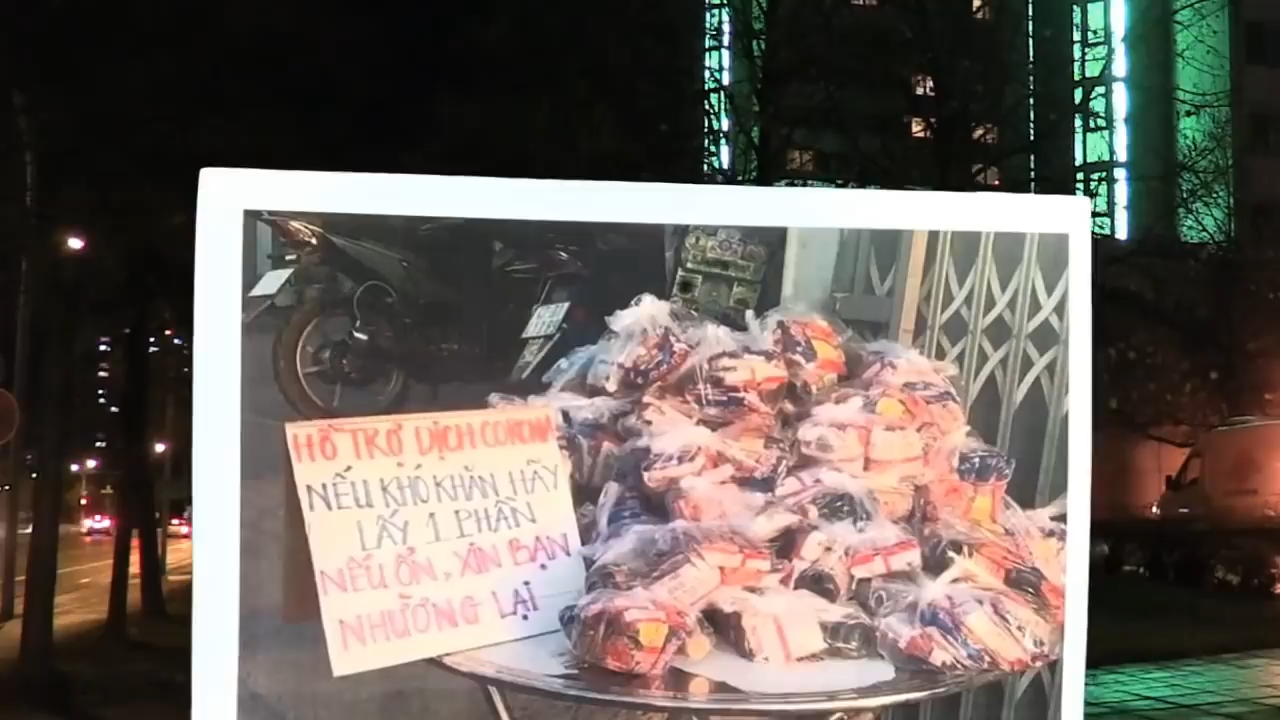 HỖ TRỢ DỊCH CORONA
NẾU KHÓ KHĂN HÃY
LẤY 1 PHẦN
NẾU ỔN, XIN BẠN
NHƯỜNG LẠI